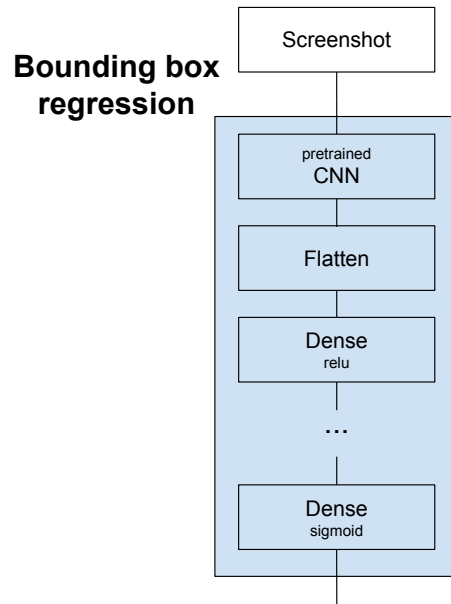 Screenshot
Bounding box
regression
pretrained
CNN
Flatten
Dense
relu
...
Dense
sigmoid